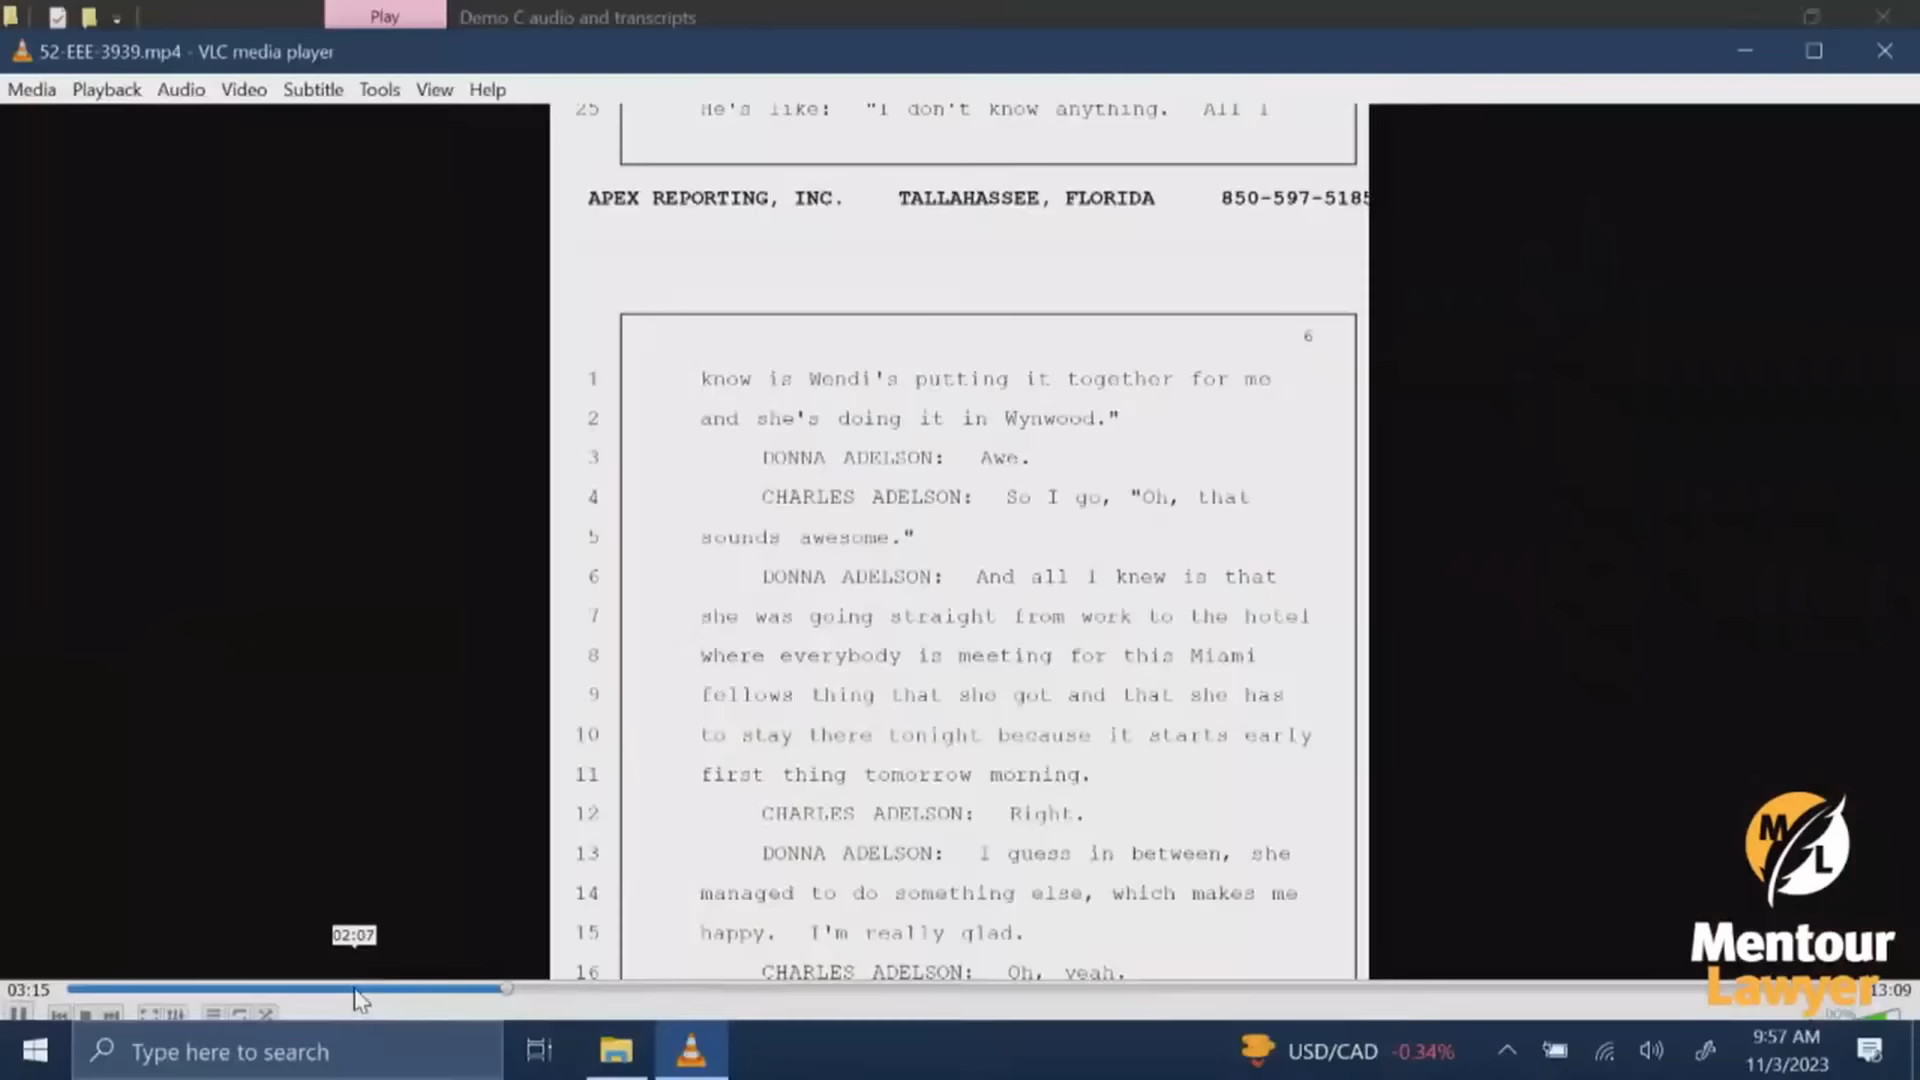 Play Demo C audio and transcripts
52-EEE-3939.mp4 - VLC media player
Media Playback Audio Video Subtitle Tools View Help
25 He's like: "I don't know anything. All I
APEX REPORTING, INC. TALLAHASSEE, FLORIDA 850-597-5185
6
1 know is Wendi's putting it together for me
2 and she's doing it in Wynwood."
3 DONNA ADELSON: Awe.
4 CHARLES ADELSON: So I go, "Oh, that
5 sounds awesome."
6 DONNA ADELSON: And all I knew is that
7 she was going straight from work to the hotel
8 where everybody is meeting for this Miami
9 fellows thing that she got and that she has
10 to stay there tonight because it starts early
11 first thing tomorrow morning.
12 CHARLES ADELSON: Right.
13 DONNA ADELSON: I guess in between, she
14 managed to do something else, which makes me
15 happy. I'm really glad.
16 CHARLES ADELSON: Oh, yeah.
02:07
03:15 13:09
ML
Mentour
Lawyer
Type here to search
USD/CAD -0.34%
9:57 AM
11/3/2023